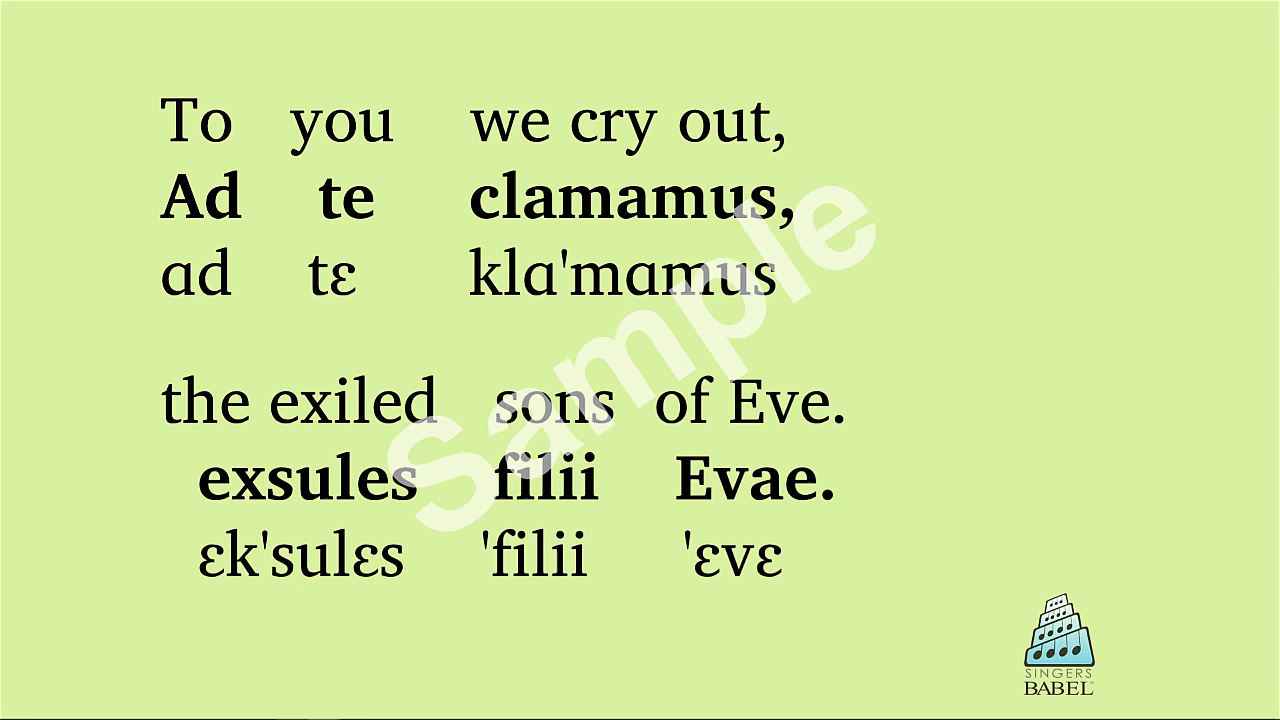 To you we cry out,
Ad te clamamus,
ɑd tɛ klɑ'mɑmus
the exiled sons of Eve.
exsules filii Evae.
ɛk'sulɛs 'filii 'ɛvɛ
Sample
SINGERS
BABEL